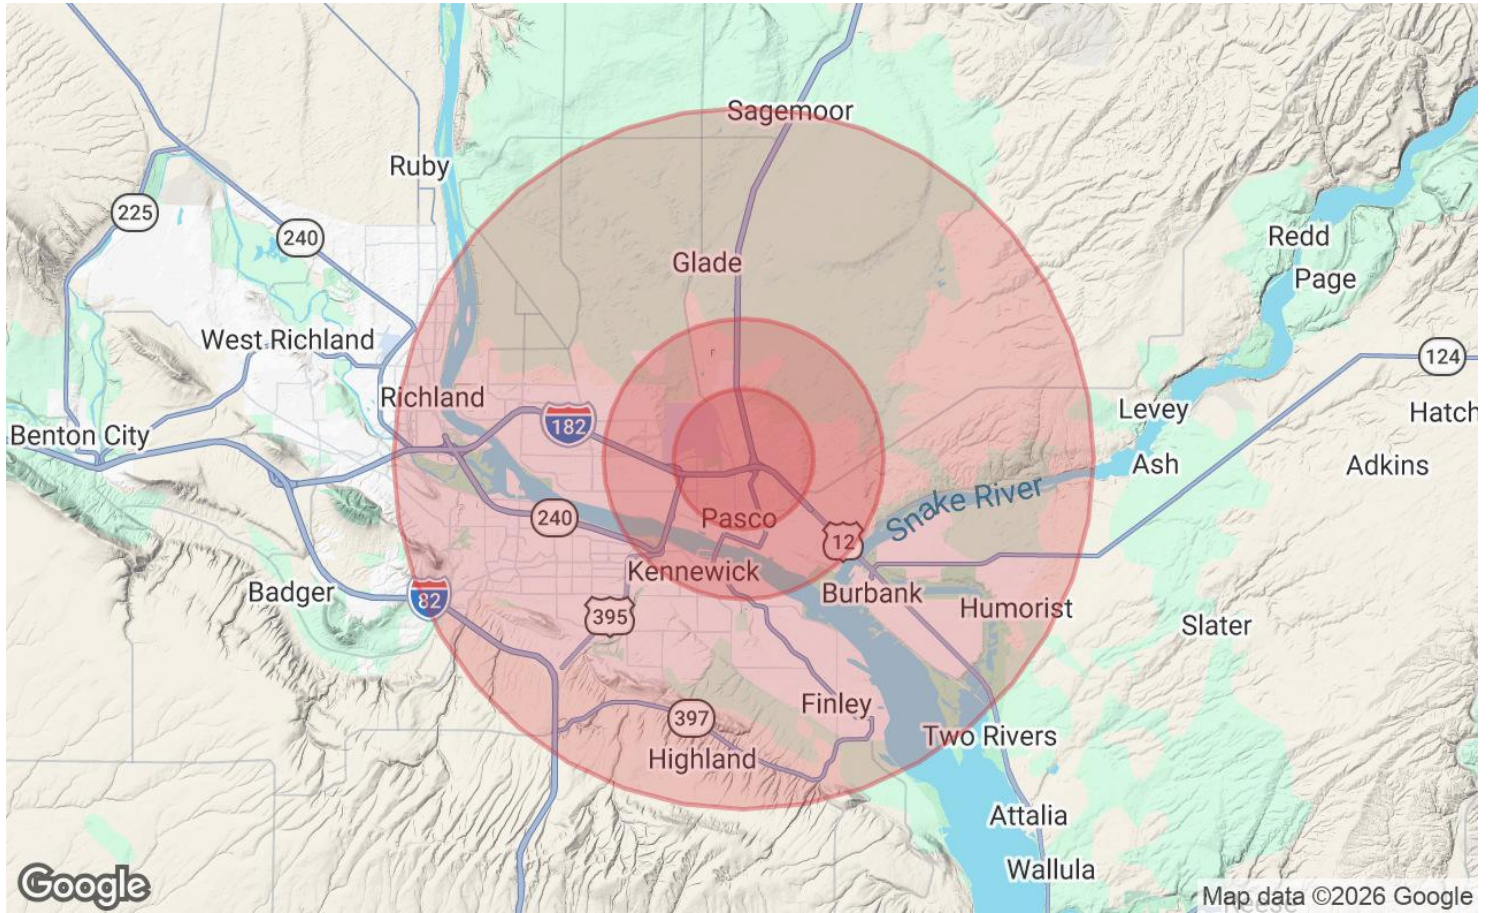 Sagemoor
Ruby
225
240
Redd
Glade
Page
West Richland
124
Richland
Levey
Hatch
182
Benton City
Ash
Adkins
Snake River
240
Pasco
12
Kennewick
Badger
82
Burbank
395
Humorist
Slater
Finley
397
Two Rivers
Highland
Attalia
Wallula
Google
Map data ©2026 Google